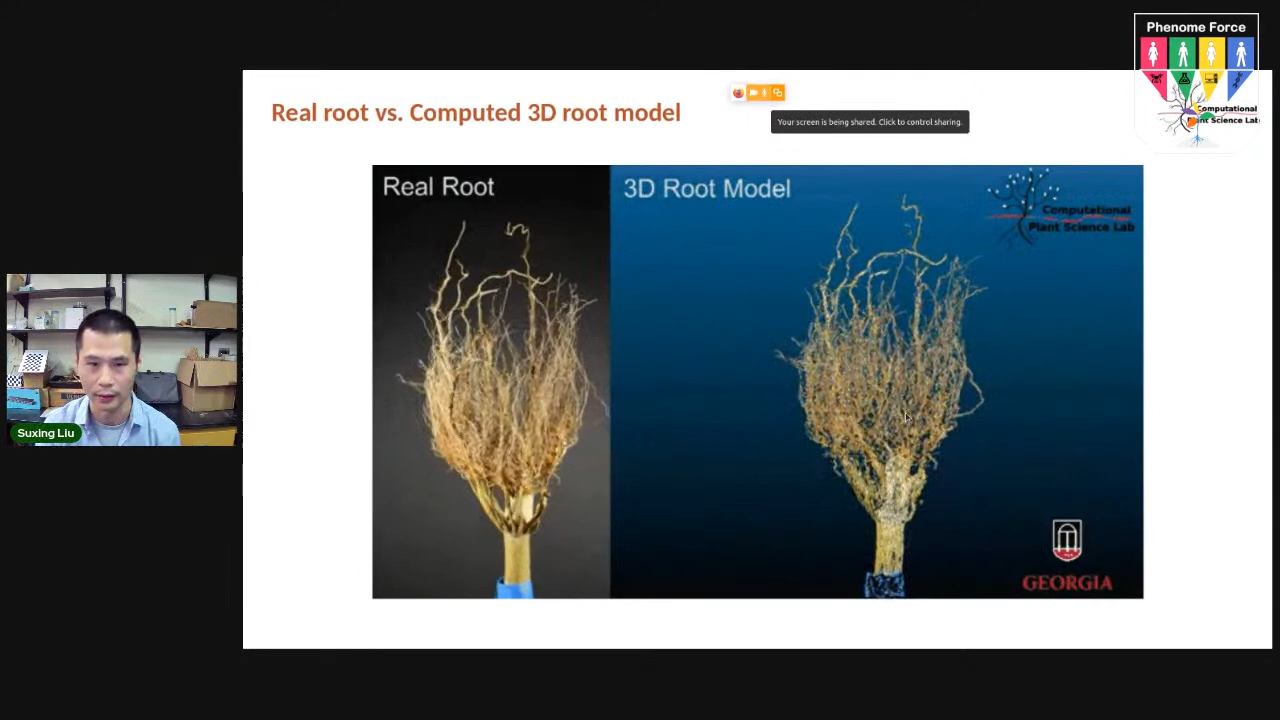 Phenome Force
Computational
Plant Science Lab
Real root vs. Computed 3D root model
Your screen is being shared. Click to control sharing.
Real Root
3D Root Model
Computational
Plant Science Lab
Suxing Liu
GEORGIA